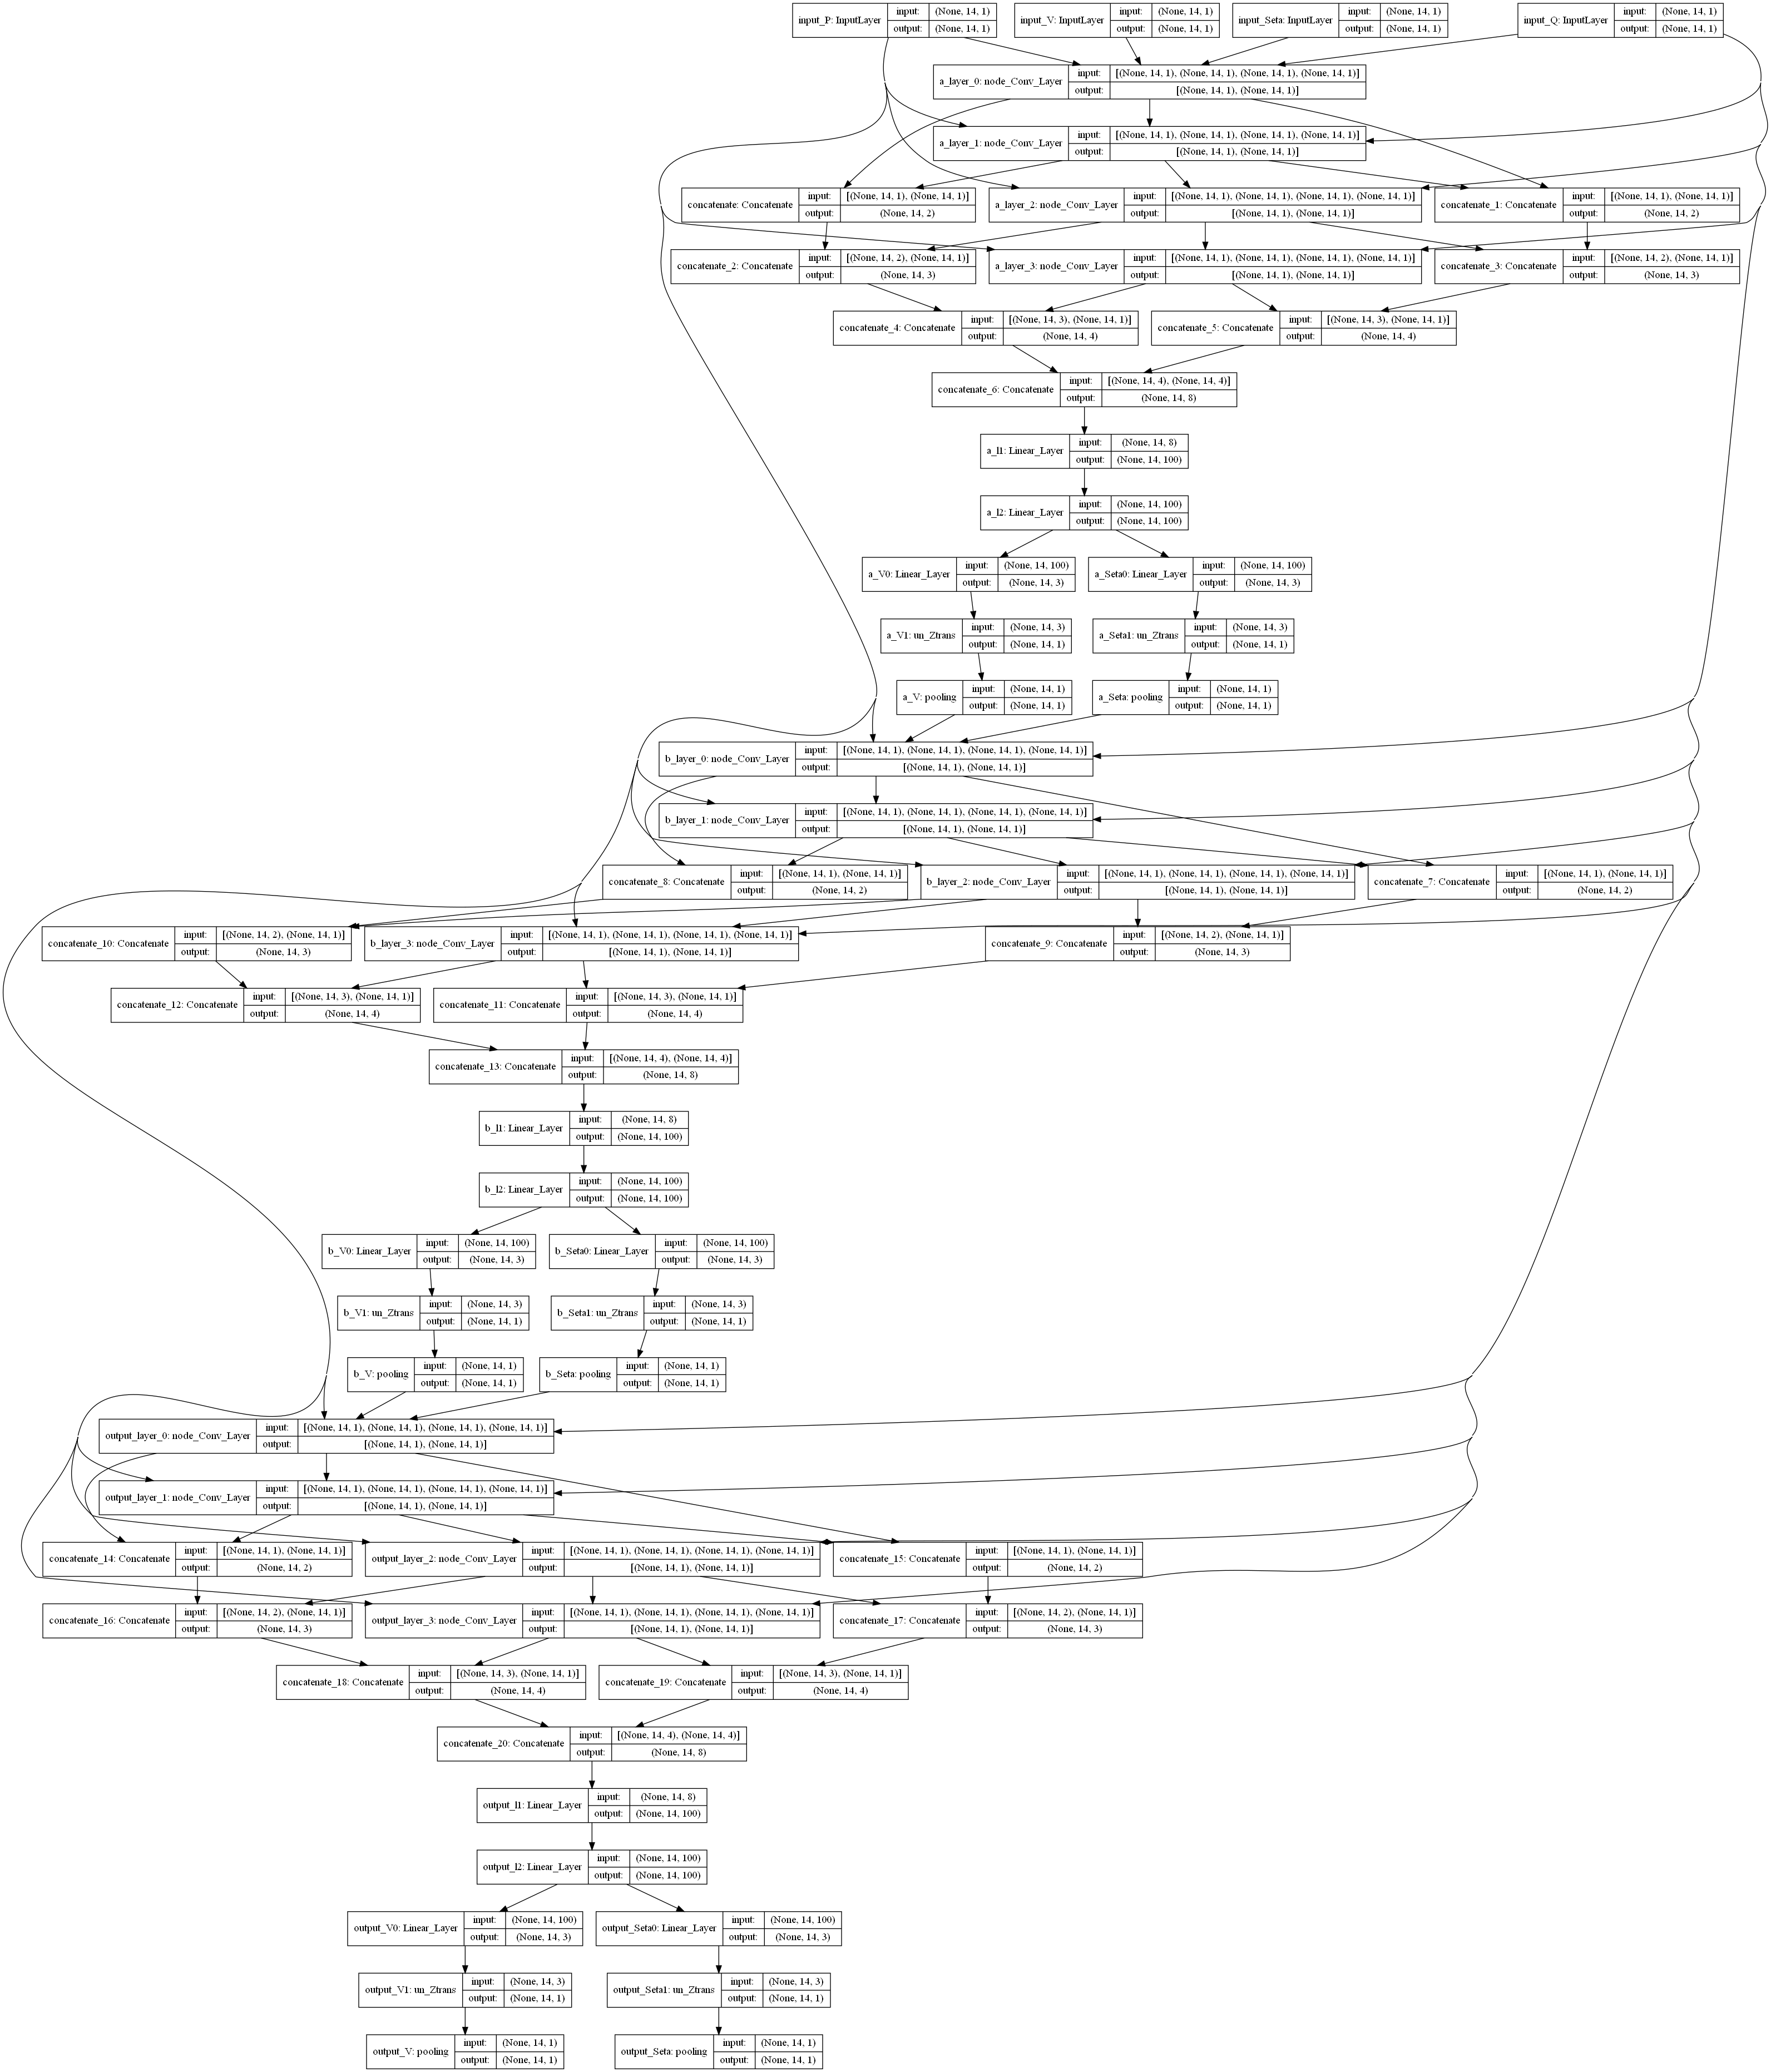 input_P: InputLayer input: (None, 14, 1) output: (None, 14, 1)
input_V: InputLayer input: (None, 14, 1) output: (None, 14, 1)
input_Seta: InputLayer input: (None, 14, 1) output: (None, 14, 1)
input_Q: InputLayer input: (None, 14, 1) output: (None, 14, 1)
a_layer_0: node_Conv_Layer input: [(None, 14, 1), (None, 14, 1), (None, 14, 1), (None, 14, 1)] output: [(None, 14, 1), (None, 14, 1)]
a_layer_1: node_Conv_Layer input: [(None, 14, 1), (None, 14, 1), (None, 14, 1), (None, 14, 1)] output: [(None, 14, 1), (None, 14, 1)]
concatenate: Concatenate input: [(None, 14, 1), (None, 14, 1)] output: (None, 14, 2)
a_layer_2: node_Conv_Layer input: [(None, 14, 1), (None, 14, 1), (None, 14, 1), (None, 14, 1)] output: [(None, 14, 1), (None, 14, 1)]
concatenate_1: Concatenate input: [(None, 14, 1), (None, 14, 1)] output: (None, 14, 2)
concatenate_2: Concatenate input: [(None, 14, 2), (None, 14, 1)] output: (None, 14, 3)
a_layer_3: node_Conv_Layer input: [(None, 14, 1), (None, 14, 1), (None, 14, 1), (None, 14, 1)] output: [(None, 14, 1), (None, 14, 1)]
concatenate_3: Concatenate input: [(None, 14, 2), (None, 14, 1)] output: (None, 14, 3)
concatenate_4: Concatenate input: [(None, 14, 3), (None, 14, 1)] output: (None, 14, 4)
concatenate_5: Concatenate input: [(None, 14, 3), (None, 14, 1)] output: (None, 14, 4)
concatenate_6: Concatenate input: [(None, 14, 4), (None, 14, 4)] output: (None, 14, 8)
a_l1: Linear_Layer input: (None, 14, 8) output: (None, 14, 100)
a_l2: Linear_Layer input: (None, 14, 100) output: (None, 14, 100)
a_V0: Linear_Layer input: (None, 14, 100) output: (None, 14, 3)
a_Seta0: Linear_Layer input: (None, 14, 100) output: (None, 14, 3)
a_V1: un_Ztrans input: (None, 14, 3) output: (None, 14, 1)
a_Seta1: un_Ztrans input: (None, 14, 3) output: (None, 14, 1)
a_V: pooling input: (None, 14, 1) output: (None, 14, 1)
a_Seta: pooling input: (None, 14, 1) output: (None, 14, 1)
b_layer_0: node_Conv_Layer input: [(None, 14, 1), (None, 14, 1), (None, 14, 1), (None, 14, 1)] output: [(None, 14, 1), (None, 14, 1)]
b_layer_1: node_Conv_Layer input: [(None, 14, 1), (None, 14, 1), (None, 14, 1), (None, 14, 1)] output: [(None, 14, 1), (None, 14, 1)]
concatenate_8: Concatenate input: [(None, 14, 1), (None, 14, 1)] output: (None, 14, 2)
b_layer_2: node_Conv_Layer input: [(None, 14, 1), (None, 14, 1), (None, 14, 1), (None, 14, 1)] output: [(None, 14, 1), (None, 14, 1)]
concatenate_7: Concatenate input: [(None, 14, 1), (None, 14, 1)] output: (None, 14, 2)
concatenate_10: Concatenate input: [(None, 14, 2), (None, 14, 1)] output: (None, 14, 3)
b_layer_3: node_Conv_Layer input: [(None, 14, 1), (None, 14, 1), (None, 14, 1), (None, 14, 1)] output: [(None, 14, 1), (None, 14, 1)]
concatenate_9: Concatenate input: [(None, 14, 2), (None, 14, 1)] output: (None, 14, 3)
concatenate_12: Concatenate input: [(None, 14, 3), (None, 14, 1)] output: (None, 14, 4)
concatenate_11: Concatenate input: [(None, 14, 3), (None, 14, 1)] output: (None, 14, 4)
concatenate_13: Concatenate input: [(None, 14, 4), (None, 14, 4)] output: (None, 14, 8)
b_l1: Linear_Layer input: (None, 14, 8) output: (None, 14, 100)
b_l2: Linear_Layer input: (None, 14, 100) output: (None, 14, 100)
b_V0: Linear_Layer input: (None, 14, 100) output: (None, 14, 3)
b_Seta0: Linear_Layer input: (None, 14, 100) output: (None, 14, 3)
b_V1: un_Ztrans input: (None, 14, 3) output: (None, 14, 1)
b_Seta1: un_Ztrans input: (None, 14, 3) output: (None, 14, 1)
b_V: pooling input: (None, 14, 1) output: (None, 14, 1)
b_Seta: pooling input: (None, 14, 1) output: (None, 14, 1)
output_layer_0: node_Conv_Layer input: [(None, 14, 1), (None, 14, 1), (None, 14, 1), (None, 14, 1)] output: [(None, 14, 1), (None, 14, 1)]
output_layer_1: node_Conv_Layer input: [(None, 14, 1), (None, 14, 1), (None, 14, 1), (None, 14, 1)] output: [(None, 14, 1), (None, 14, 1)]
concatenate_14: Concatenate input: [(None, 14, 1), (None, 14, 1)] output: (None, 14, 2)
output_layer_2: node_Conv_Layer input: [(None, 14, 1), (None, 14, 1), (None, 14, 1), (None, 14, 1)] output: [(None, 14, 1), (None, 14, 1)]
concatenate_15: Concatenate input: [(None, 14, 1), (None, 14, 1)] output: (None, 14, 2)
concatenate_16: Concatenate input: [(None, 14, 2), (None, 14, 1)] output: (None, 14, 3)
output_layer_3: node_Conv_Layer input: [(None, 14, 1), (None, 14, 1), (None, 14, 1), (None, 14, 1)] output: [(None, 14, 1), (None, 14, 1)]
concatenate_17: Concatenate input: [(None, 14, 2), (None, 14, 1)] output: (None, 14, 3)
concatenate_18: Concatenate input: [(None, 14, 3), (None, 14, 1)] output: (None, 14, 4)
concatenate_19: Concatenate input: [(None, 14, 3), (None, 14, 1)] output: (None, 14, 4)
concatenate_20: Concatenate input: [(None, 14, 4), (None, 14, 4)] output: (None, 14, 8)
output_l1: Linear_Layer input: (None, 14, 8) output: (None, 14, 100)
output_l2: Linear_Layer input: (None, 14, 100) output: (None, 14, 100)
output_V0: Linear_Layer input: (None, 14, 100) output: (None, 14, 3)
output_Seta0: Linear_Layer input: (None, 14, 100) output: (None, 14, 3)
output_V1: un_Ztrans input: (None, 14, 3) output: (None, 14, 1)
output_Seta1: un_Ztrans input: (None, 14, 3) output: (None, 14, 1)
output_V: pooling input: (None, 14, 1) output: (None, 14, 1)
output_Seta: pooling input: (None, 14, 1) output: (None, 14, 1)